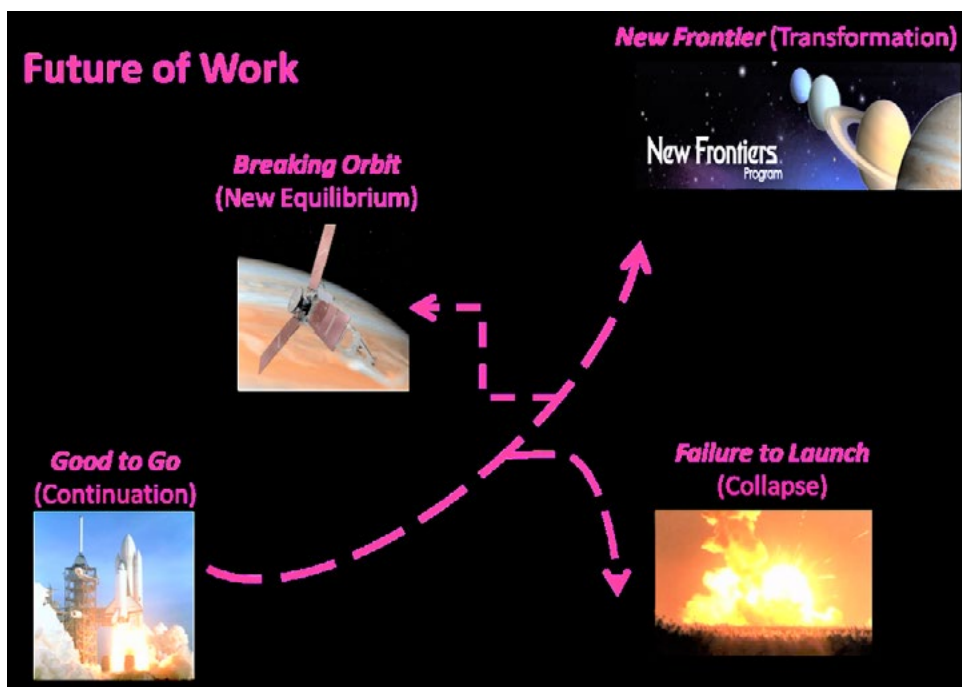 Future of Work
New Frontier (Transformation)
New Frontiers
Program
Breaking Orbit
(New Equilibrium)
Good to Go
(Continuation)
Failure to Launch
(Collapse)